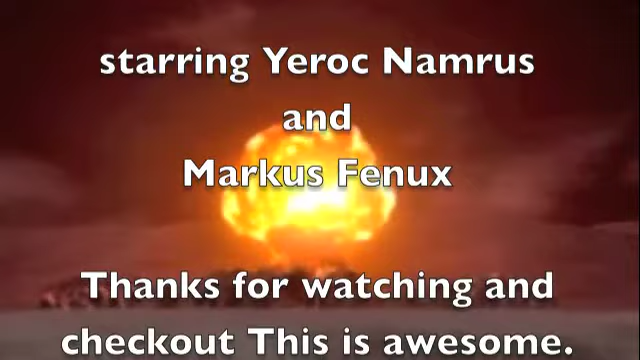 starring Yeroc Namrus
and
Markus Fenux
Thanks for watching and
checkout This is awesome.